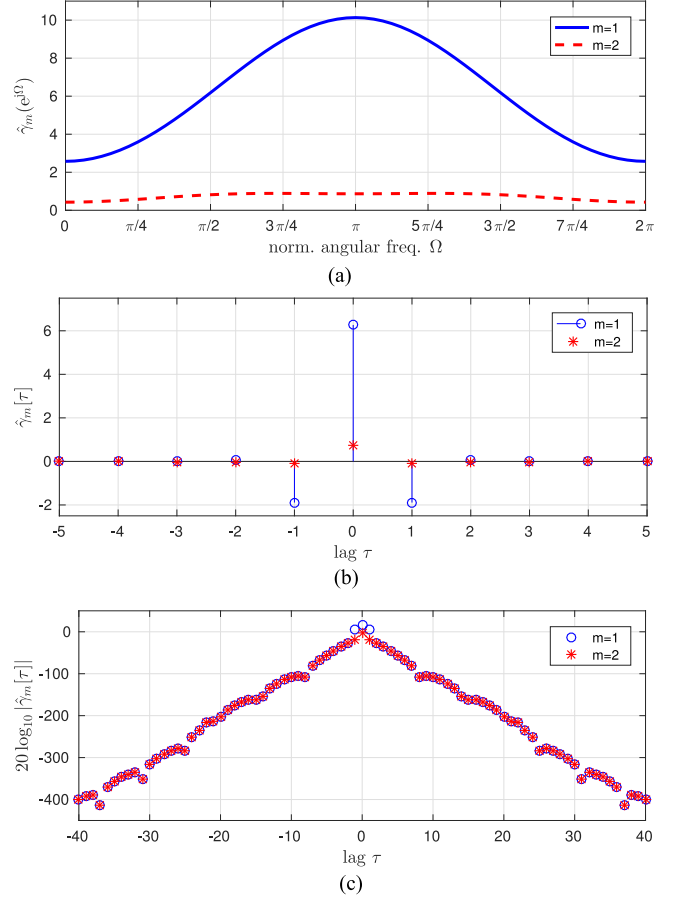 10
8
6
4
2
0
γ̂ₘ(e^{jΩ})
m=1
m=2
0 π/4 π/2 3π/4 π 5π/4 3π/2 7π/4 2π
norm. angular freq. Ω
(a)
6
4
2
0
-2
γ̂ₘ[τ]
m=1
m=2
-5 -4 -3 -2 -1 0 1 2 3 4 5
lag τ
(b)
0
-100
-200
-300
-400
20 log₁₀ |γ̂ₘ[τ]|
m=1
m=2
-40 -30 -20 -10 0 10 20 30 40
lag τ
(c)